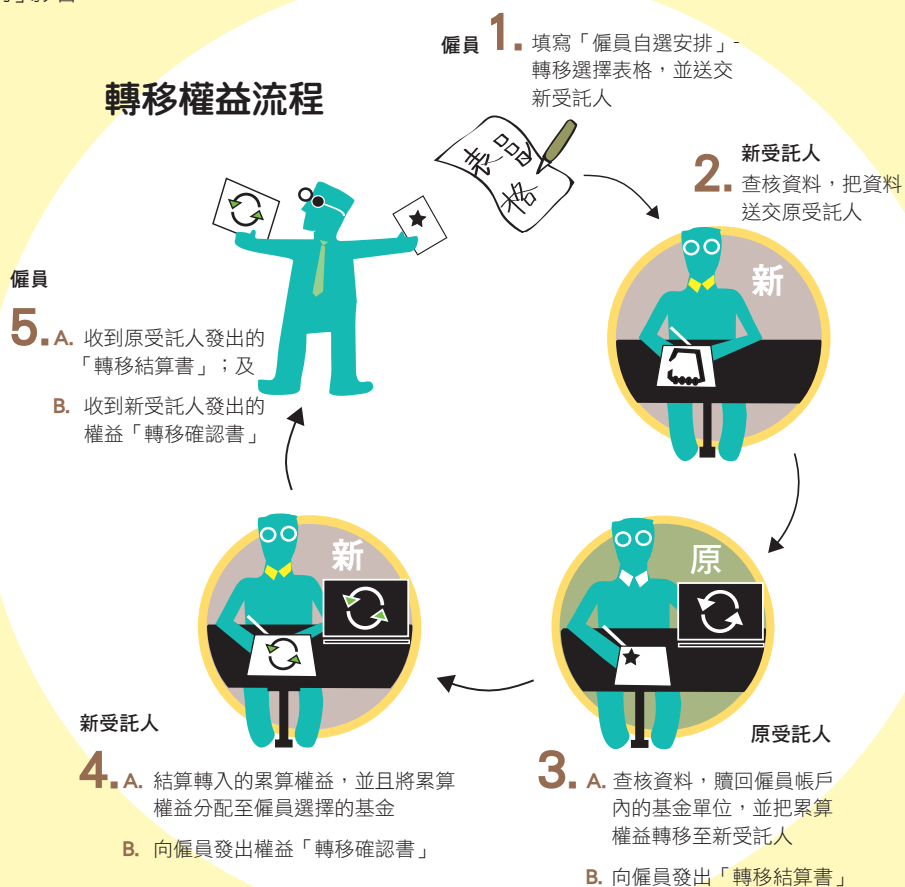 轉移權益流程
僱員
1. 填寫「僱員自選安排」-
轉移選擇表格，並送交
新受託人
表格
新受託人
2. 查核資料，把資料
送交原受託人
新
原
原受託人
3. A. 查核資料，贖回僱員帳戶
內的基金單位，並把累算
權益轉移至新受託人
B. 向僱員發出「轉移結算書」
新
新受託人
4. A. 結算轉入的累算權益，並且將累算
權益分配至僱員選擇的基金
B. 向僱員發出權益「轉移確認書」
僱員
5. A. 收到原受託人發出的
「轉移結算書」；及
B. 收到新受託人發出的
權益「轉移確認書」